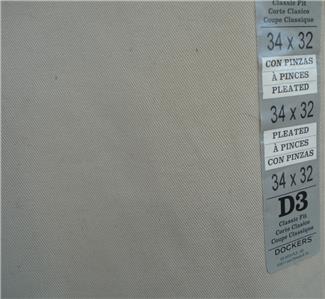 Classic Fit
Corte Clasico
Coupe Classique
34 x 32
CON PINZAS
À PINCES
PLEATED
34 x 32
PLEATED
À PINCES
CON PINZAS
34 x 32
D3
Classic Fit
Corte Clasico
Coupe Classique
DOCKERS